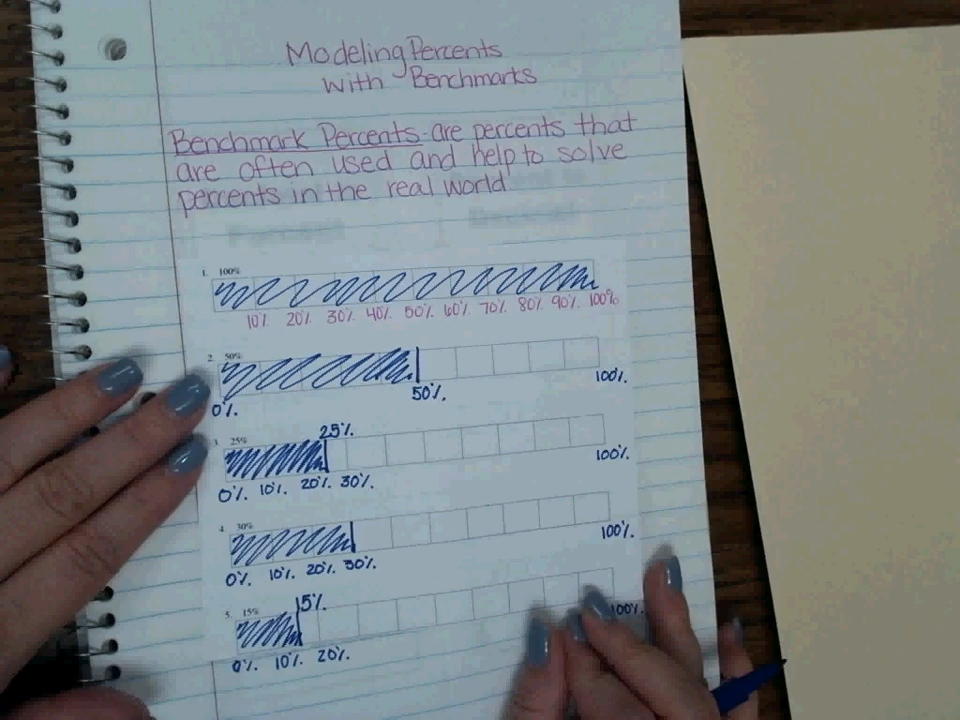 Modeling Percents
with Benchmarks
Benchmark Percents - are percents that
are often used and help to solve
percents in the real world.
1. 100%
10% 20% 30% 40% 50% 60% 70% 80% 90% 100%
2. 50%
0% 50% 100%
3. 25%
25%
0% 10% 20% 30% 100%
4. 30%
0% 10% 20% 30% 100%
5. 15%
15%
0% 10% 20% 100%